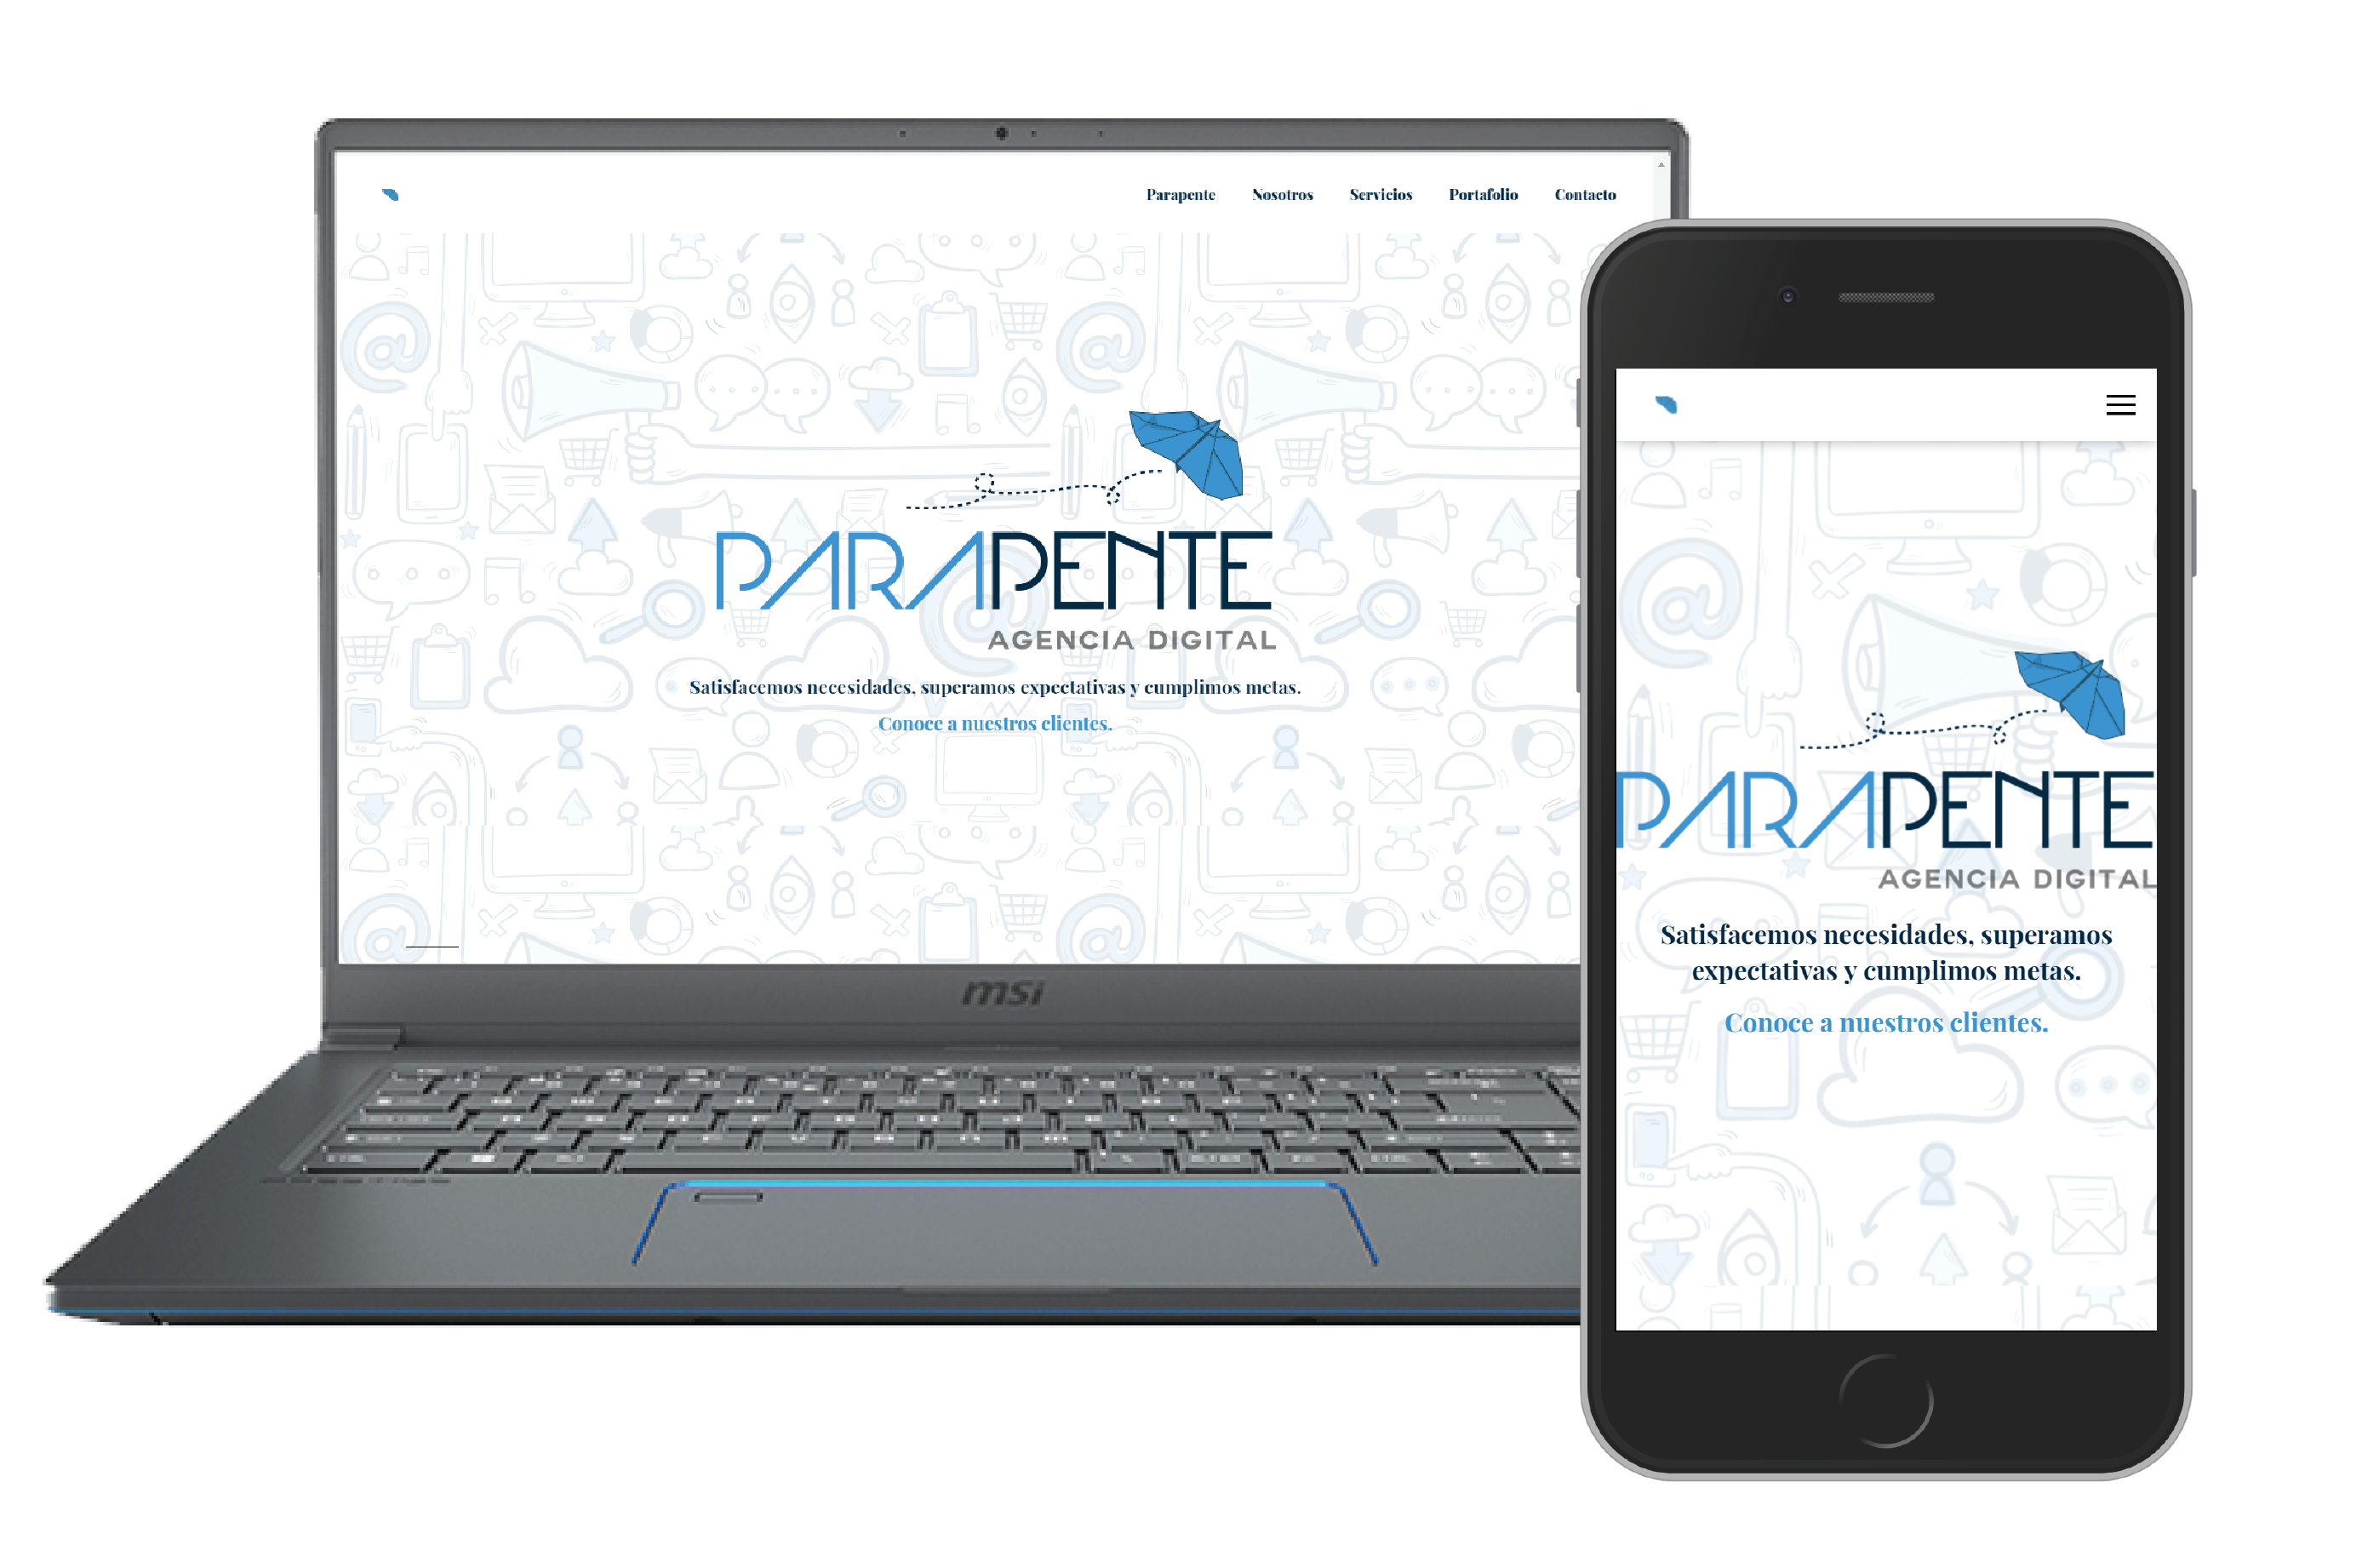 Parapente Nosotros Servicios Portafolio Contacto
PARAPENTE
AGENCIA DIGITAL
Satisfacemos necesidades, superamos expectativas y cumplimos metas.
Conoce a nuestros clientes.
msi
PARAPENTE
AGENCIA DIGITAL
Satisfacemos necesidades, superamos
expectativas y cumplimos metas.
Conoce a nuestros clientes.